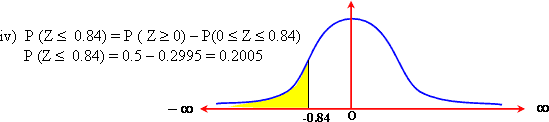 iv) P (Z ≤ 0.84) = P ( Z ≥ 0) – P(0 ≤ Z ≤ 0.84)
P (Z ≤ 0.84) = 0.5 – 0.2995 = 0.2005
– ∞ -0.84 O ∞